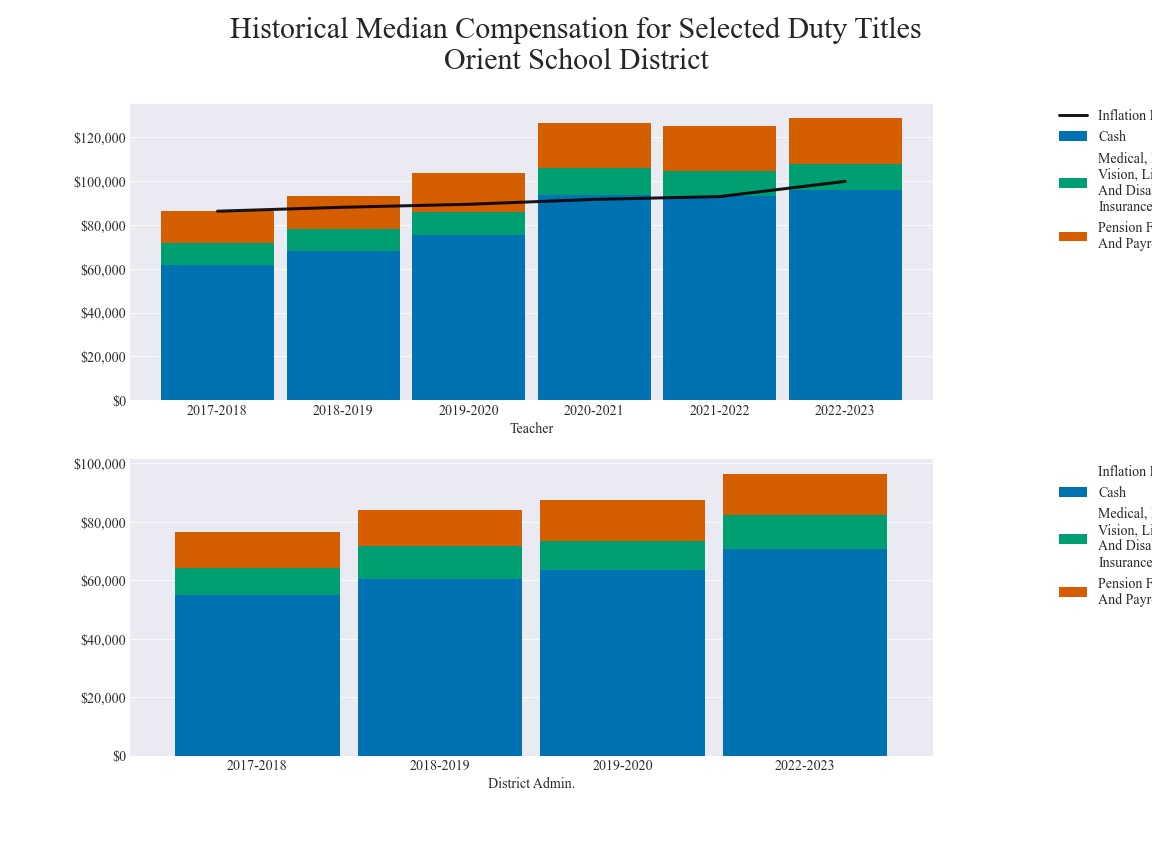 Historical Median Compensation for Selected Duty Titles
Orient School District
$120,000
$100,000
$80,000
$60,000
$40,000
$20,000
$0
2017-2018
2018-2019
2019-2020
2020-2021
2021-2022
2022-2023
Teacher
Inflation
Cash
Medical,
Vision,
And
Insurance
Pension
And
$100,000
$80,000
$60,000
$40,000
$20,000
$0
2017-2018
2018-2019
2019-2020
2022-2023
District Admin.
Inflation
Cash
Medical,
Vision,
And
Insurance
Pension
And